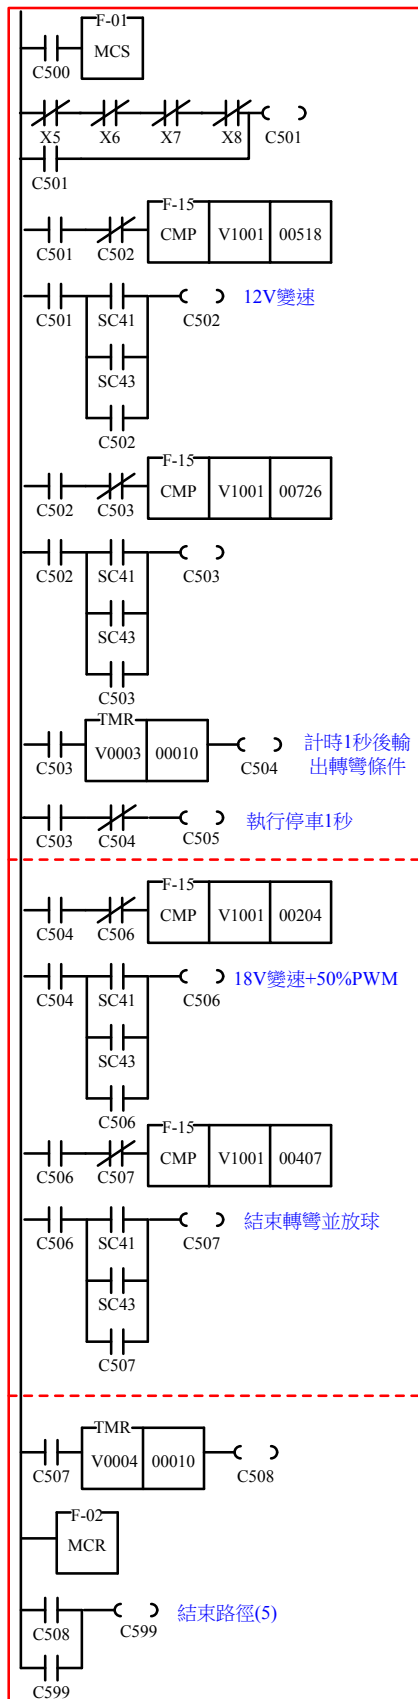 F-01
MCS
C500
X5 X6 X7 X8 C501
C501
F-15
CMP V1001 00518
C501 C502
12V變速
C501 SC41 C502
SC43
C502
F-15
CMP V1001 00726
C502 C503
C502 SC41 C503
SC43
C503
TMR
V0003 00010
C503 C504
計時1秒後輸
出轉彎條件
執行停車1秒
C503 C504 C505
F-15
CMP V1001 00204
C504 C506
18V變速+50%PWM
C504 SC41 C506
SC43
C506
F-15
CMP V1001 00407
C506 C507
結束轉彎並放球
C506 SC41 C507
SC43
C507
TMR
V0004 00010
C507 C508
F-02
MCR
結束路徑(5)
C508 C599
C599